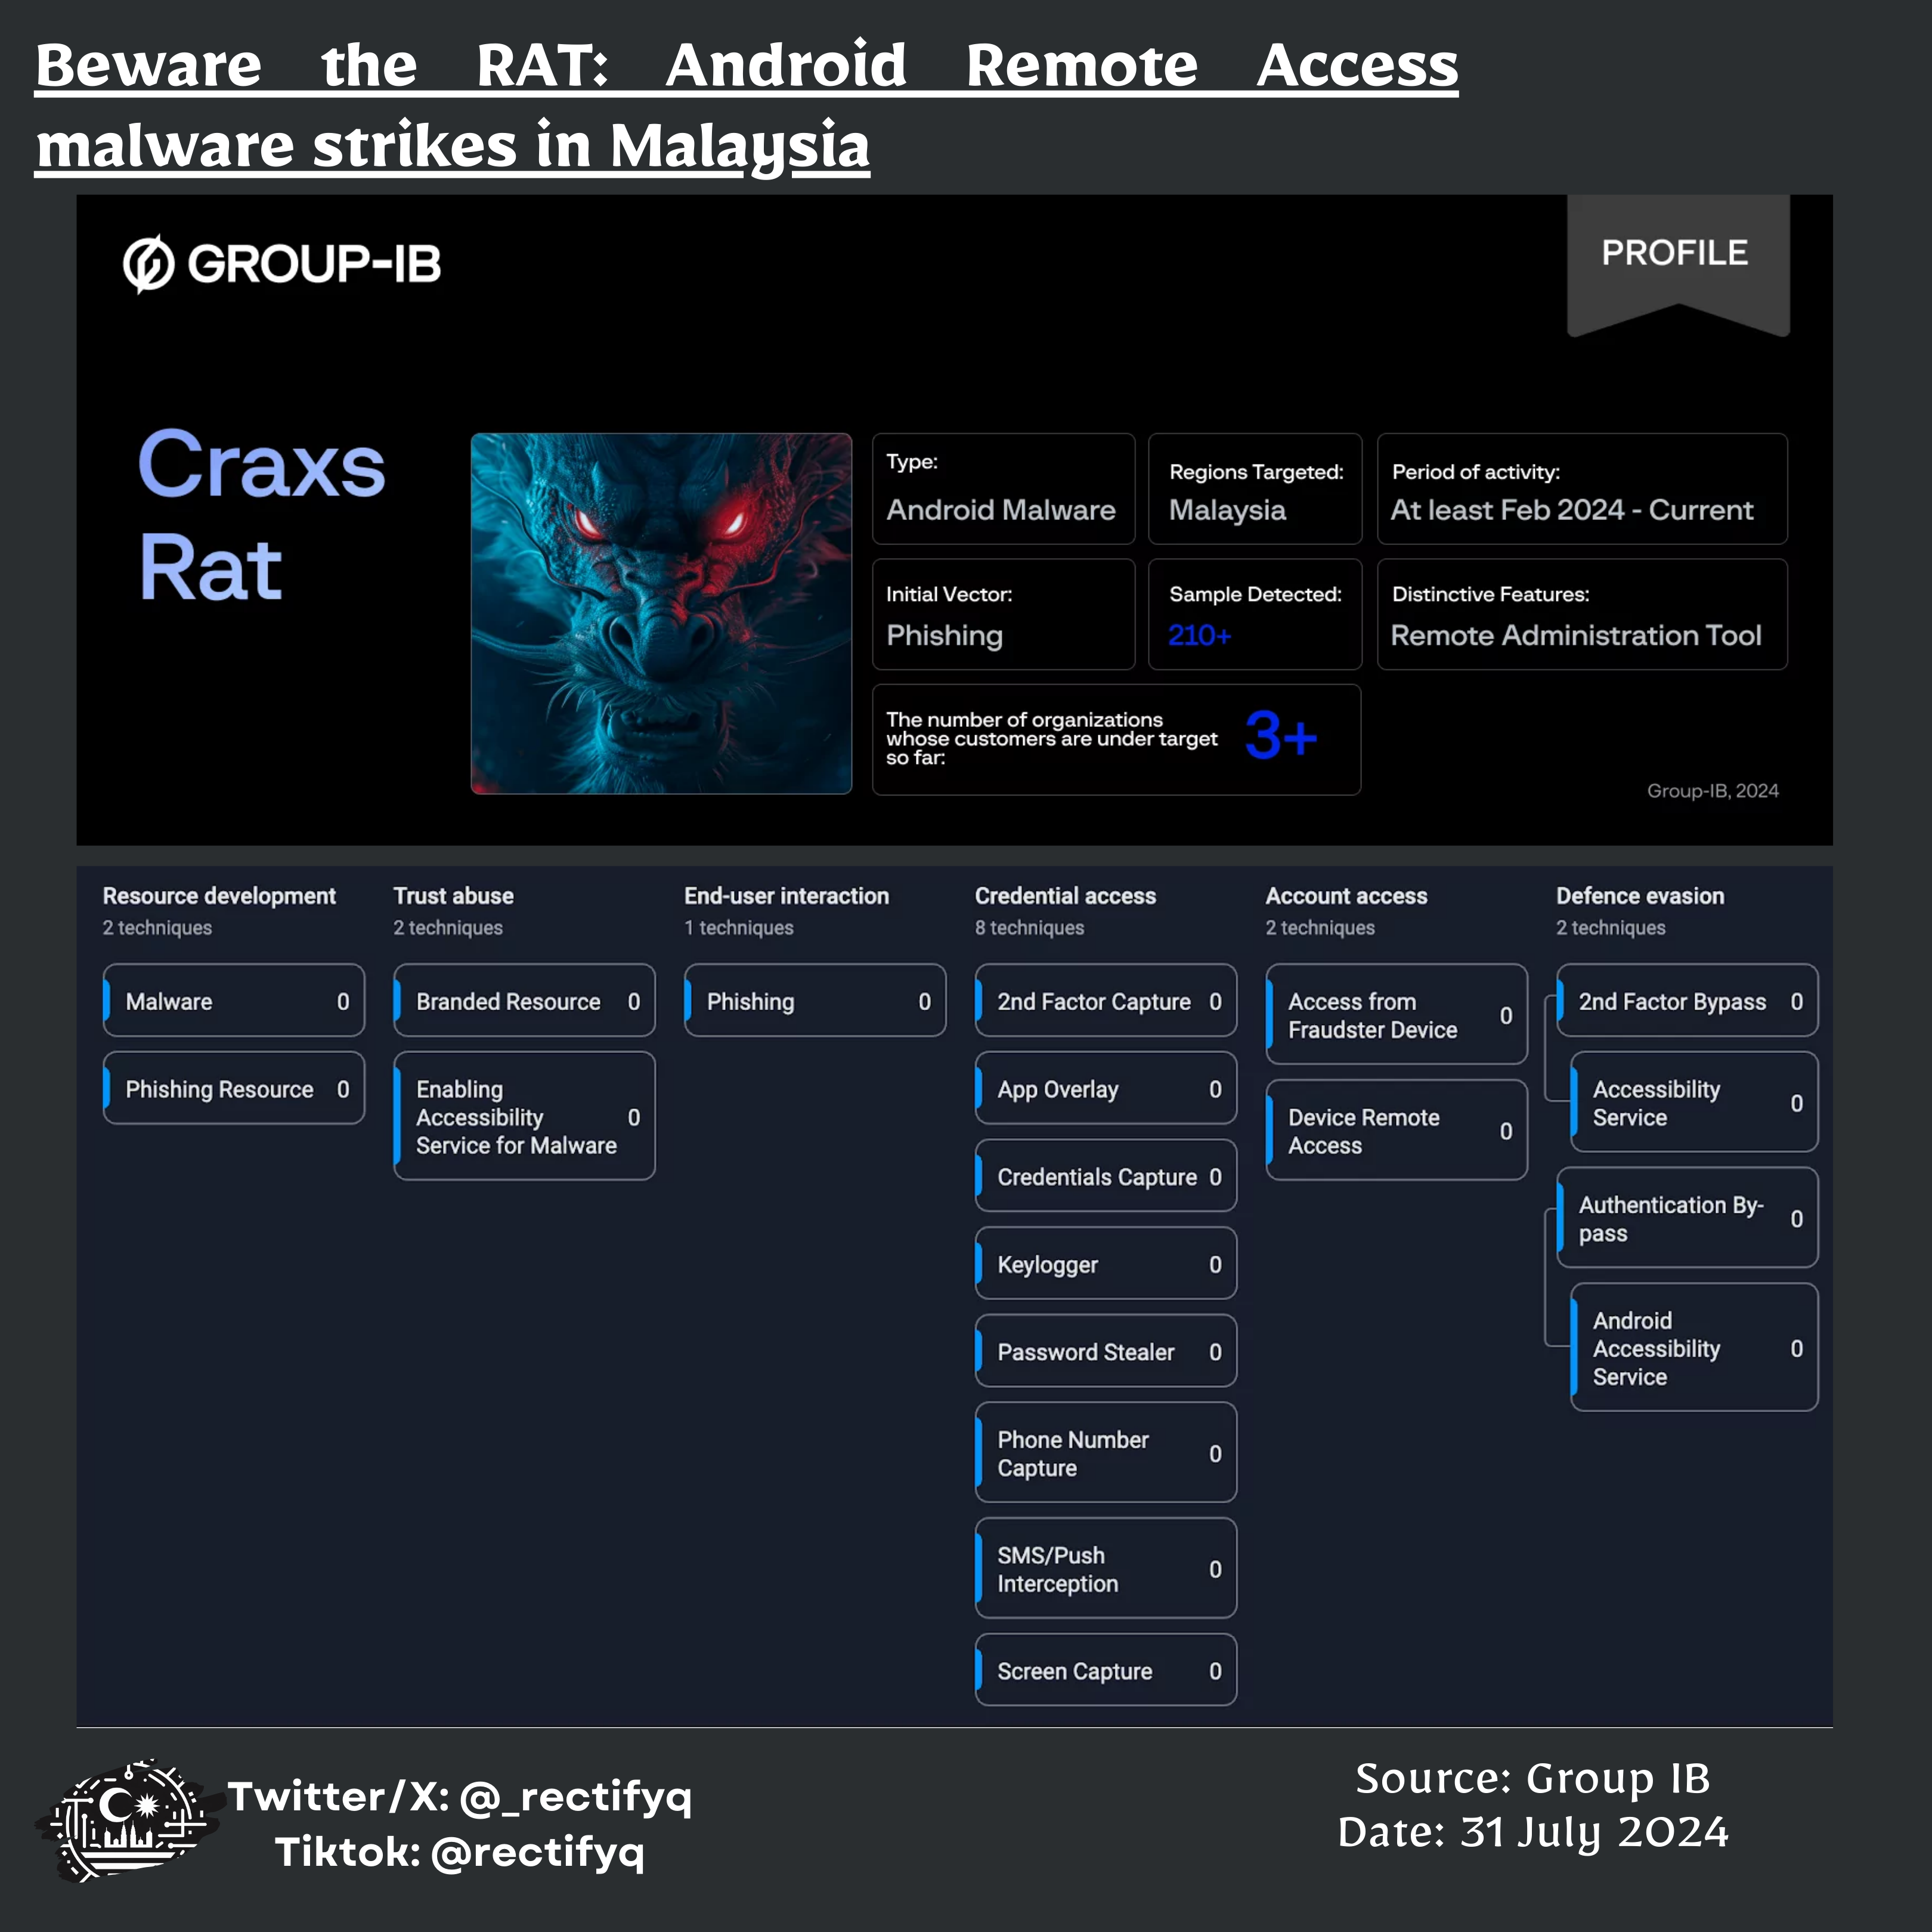 Beware the RAT: Android Remote Access
malware strikes in Malaysia
GROUP-IB
PROFILE
Craxs
Rat
Type:
Android Malware
Regions Targeted:
Malaysia
Period of activity:
At least Feb 2024 - Current
Initial Vector:
Phishing
Sample Detected:
210+
Distinctive Features:
Remote Administration Tool
The number of organizations
whose customers are under target
so far:
3+
Group-IB, 2024
Resource development
2 techniques
Malware 0
Phishing Resource 0
Trust abuse
2 techniques
Branded Resource 0
Enabling
Accessibility
Service for Malware
0
End-user interaction
1 techniques
Phishing 0
Credential access
8 techniques
2nd Factor Capture 0
App Overlay 0
Credentials Capture 0
Keylogger 0
Password Stealer 0
Phone Number
Capture
0
SMS/Push
Interception
0
Screen Capture 0
Account access
2 techniques
Access from
Fraudster Device
0
Device Remote
Access
0
Defence evasion
2 techniques
2nd Factor Bypass 0
Accessibility
Service
0
Authentication By-
pass
0
Android
Accessibility
Service
0
Twitter/X: @_rectifyq
Tiktok: @rectifyq
Source: Group IB
Date: 31 July 2024